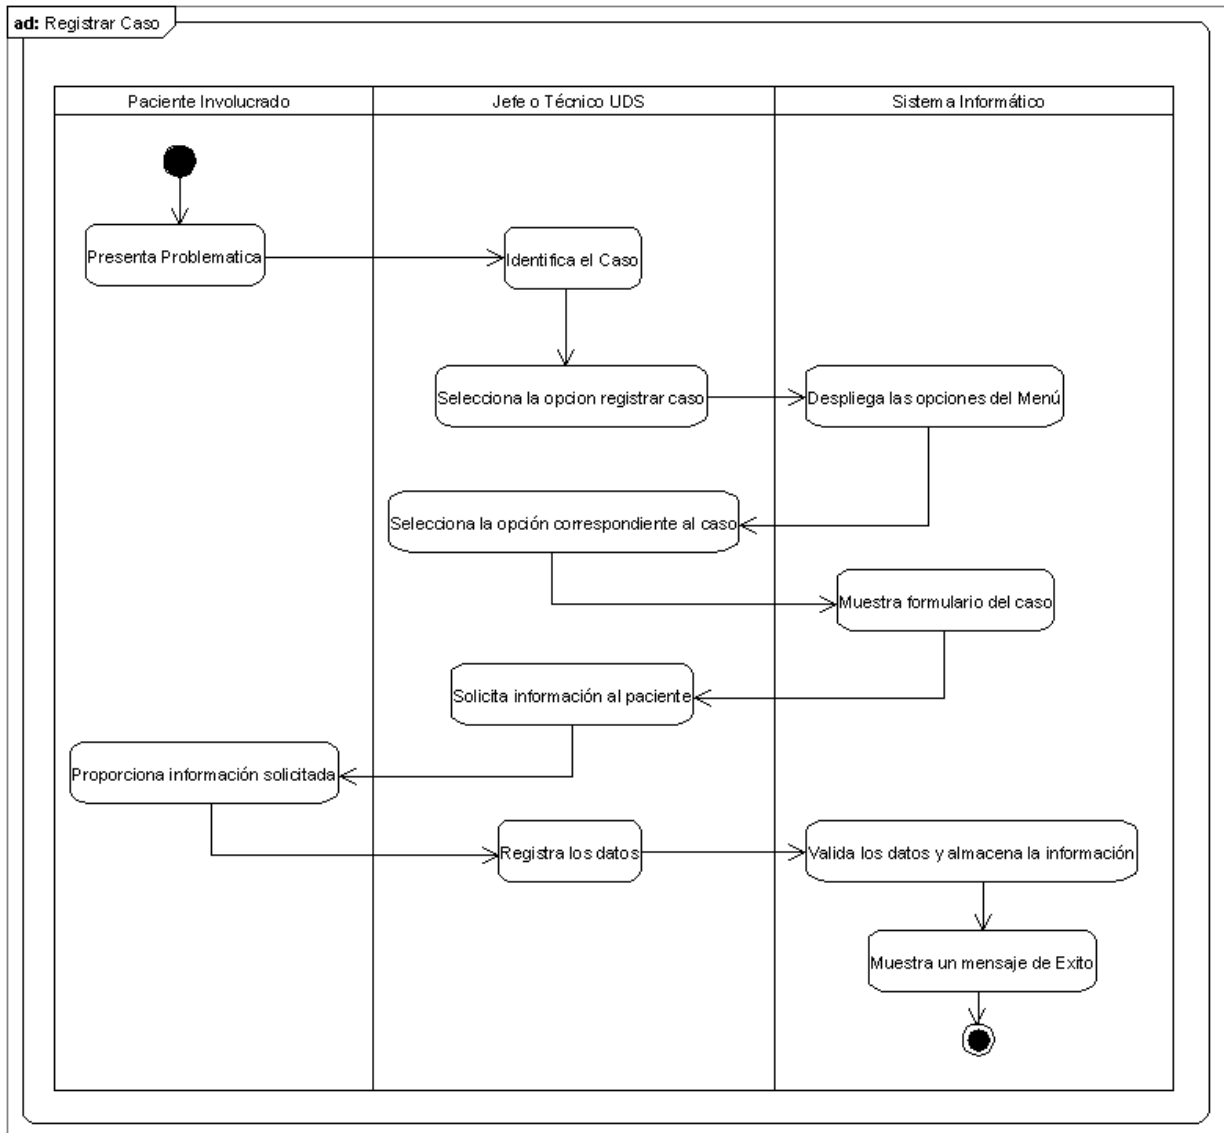 ad: Registrar Caso
Paciente Involucrado
Jefe o Técnico UDS
Sistema Informático
Presenta Problematica
Identifica el Caso
Selecciona la opcion registrar caso
Despliega las opciones del Menú
Selecciona la opción correspondiente al caso
Muestra formulario del caso
Solicita información al paciente
Proporciona información solicitada
Registra los datos
Valida los datos y almacena la información
Muestra un mensaje de Exito